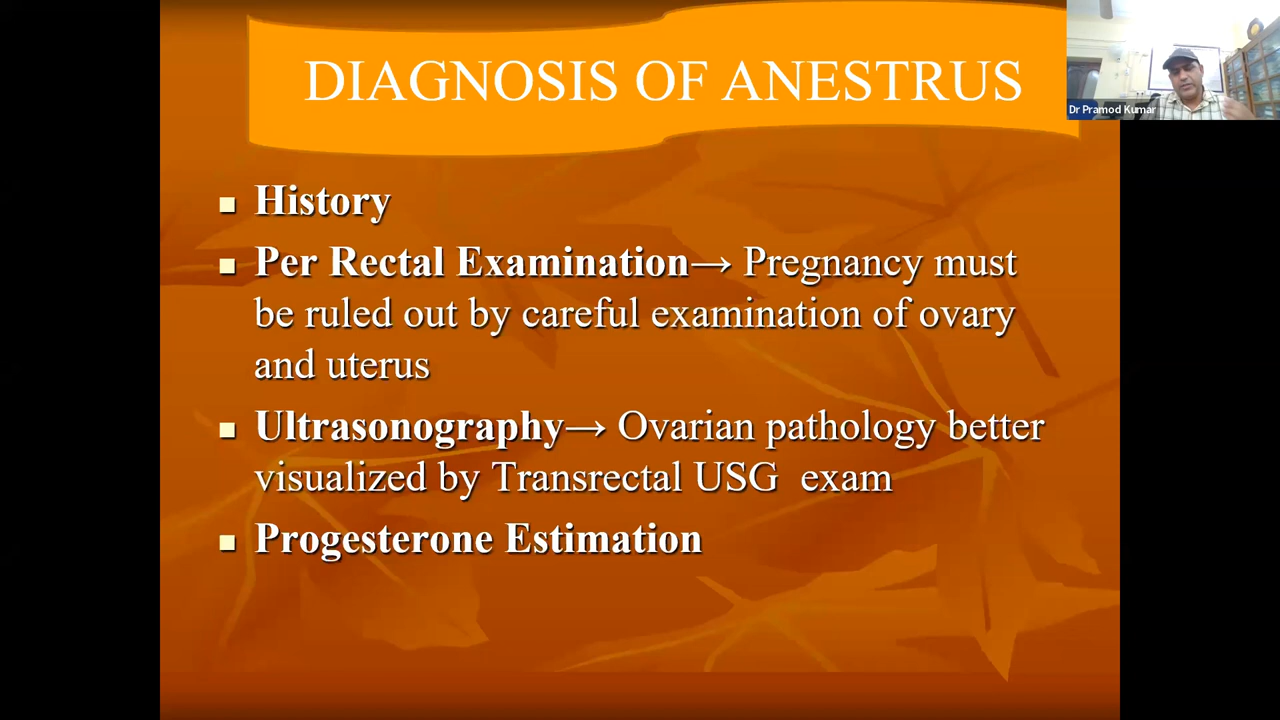 DIAGNOSIS OF ANESTRUS
Dr Pramod Kumar
History
Per Rectal Examination→ Pregnancy must
be ruled out by careful examination of ovary
and uterus
Ultrasonography→ Ovarian pathology better
visualized by Transrectal USG exam
Progesterone Estimation